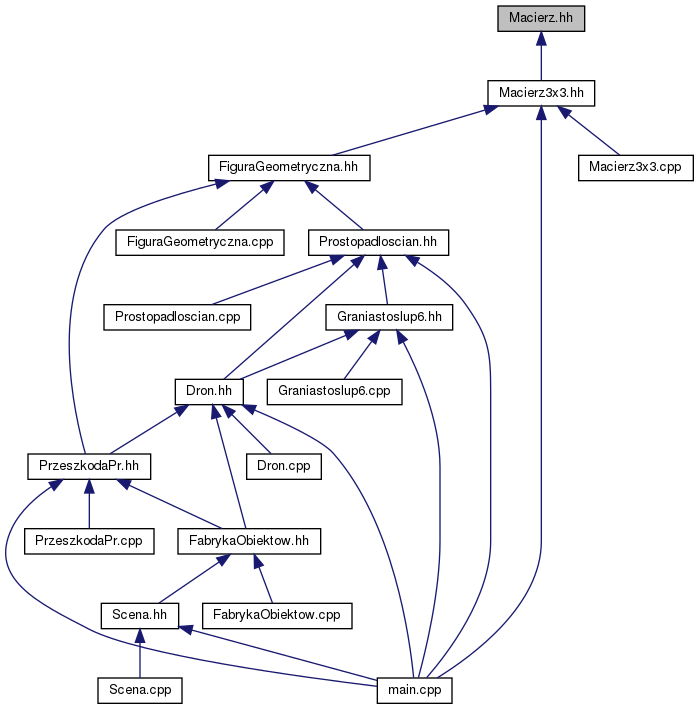 Macierz.hh
Macierz3x3.hh
FiguraGeometryczna.hh
Macierz3x3.cpp
FiguraGeometryczna.cpp
Prostopadloscian.hh
Prostopadloscian.cpp
Graniastoslup6.hh
Dron.hh
Graniastoslup6.cpp
PrzeszkodaPr.hh
Dron.cpp
PrzeszkodaPr.cpp
FabrykaObiektow.hh
Scena.hh
FabrykaObiektow.cpp
Scena.cpp
main.cpp